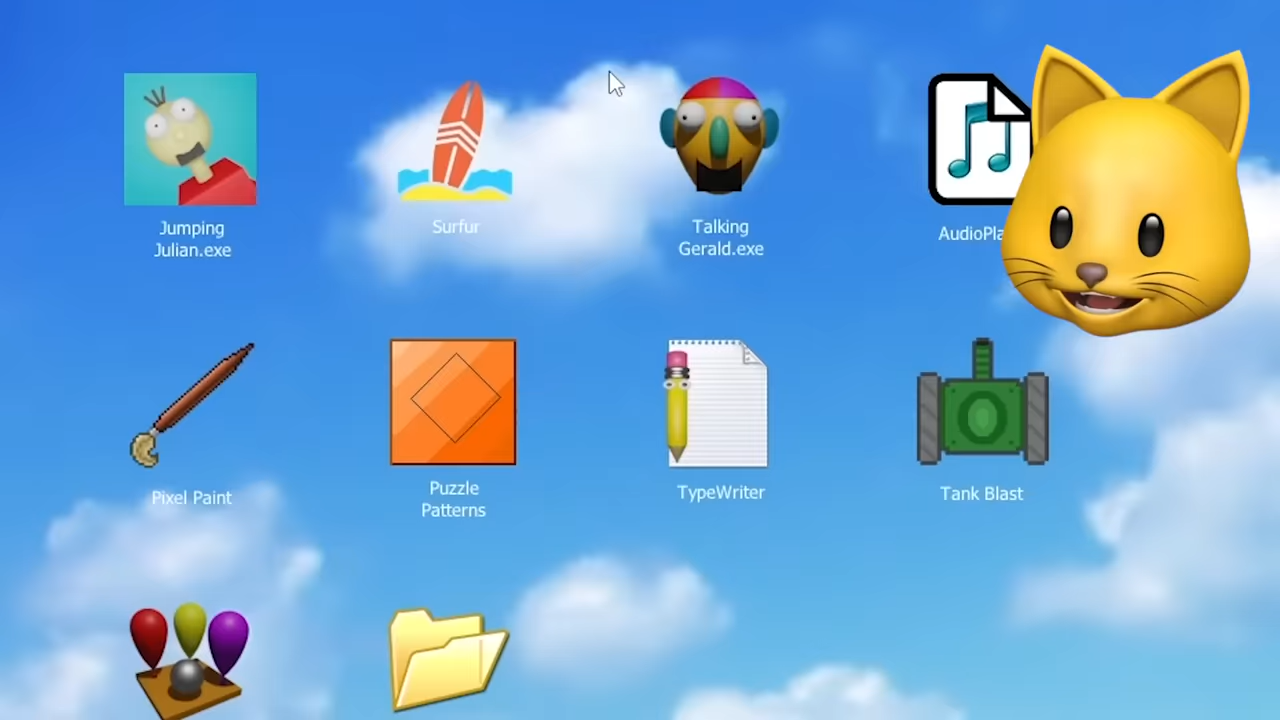 Jumping
Julian.exe
Surfur
Talking
Gerald.exe
Pixel Paint
Puzzle
Patterns
TypeWriter
Tank Blast